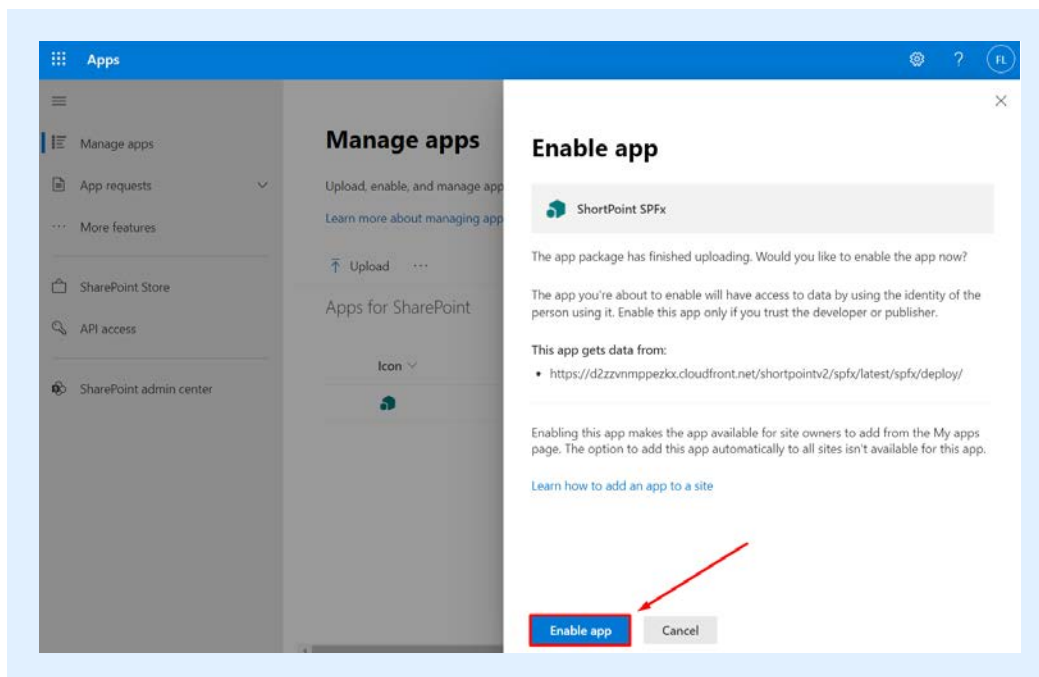 Apps
?
FL
Manage apps
App requests
More features
SharePoint Store
API access
SharePoint admin center
Manage apps
Upload, enable, and manage app
Learn more about managing app
Upload ...
Apps for SharePoint
Icon
Enable app
ShortPoint SPFx
The app package has finished uploading. Would you like to enable the app now?
The app you're about to enable will have access to data by using the identity of the
person using it. Enable this app only if you trust the developer or publisher.
This app gets data from:
• https://d2zzvnmppezkx.cloudfront.net/shortpointv2/spfx/latest/spfx/deploy/
Enabling this app makes the app available for site owners to add from the My apps
page. The option to add this app automatically to all sites isn't available for this app.
Learn how to add an app to a site
Enable app
Cancel